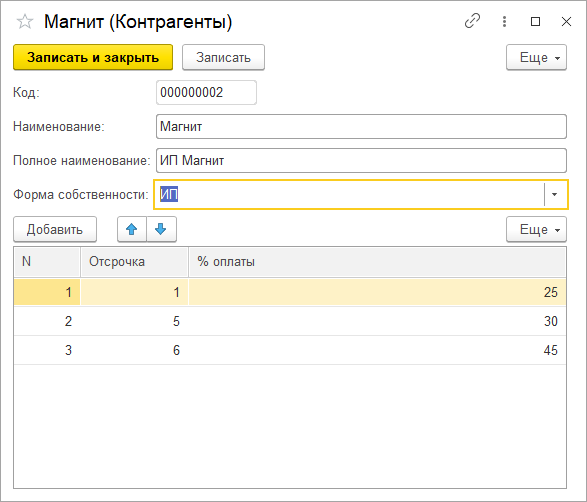 Магнит (Контрагенты)
Записать и закрыть Записать Еще
Код: 000000002
Наименование: Магнит
Полное наименование: ИП Магнит
Форма собственности: ИП
Добавить Еще
N Отсрочка % оплаты
1 1 25
2 5 30
3 6 45